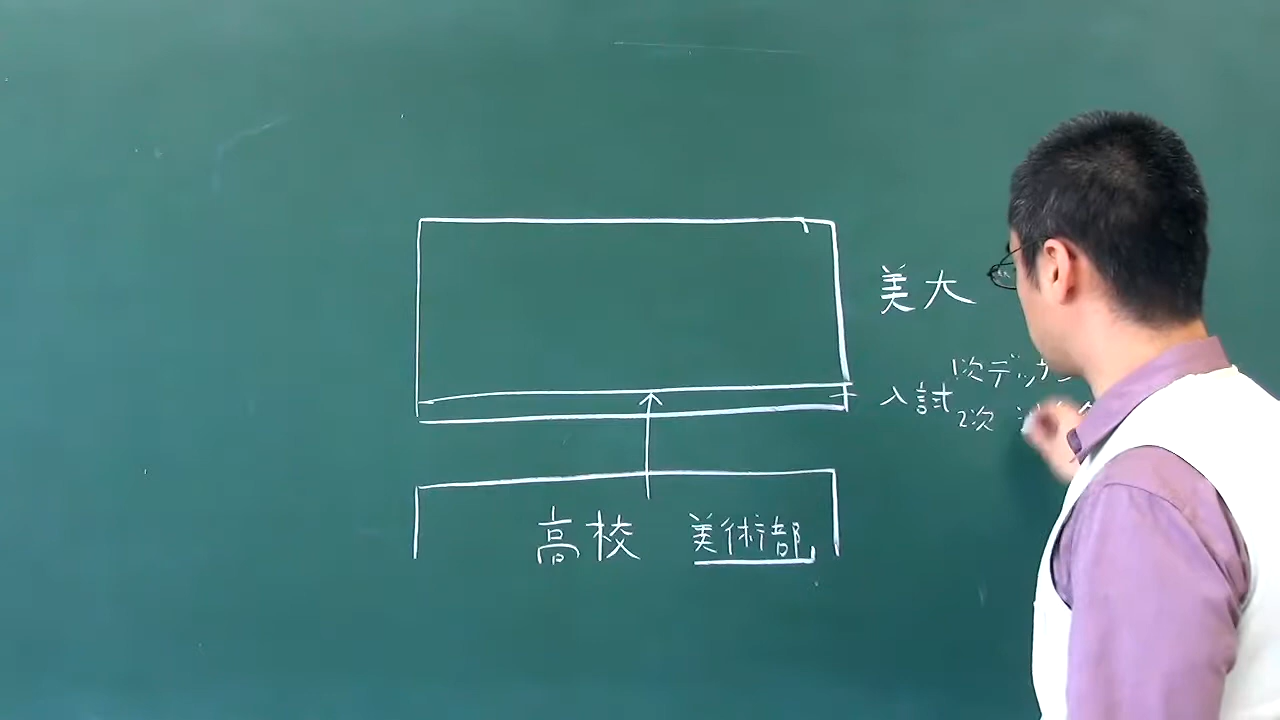 美大
入試
1次デッサン
2次
高校 美術部